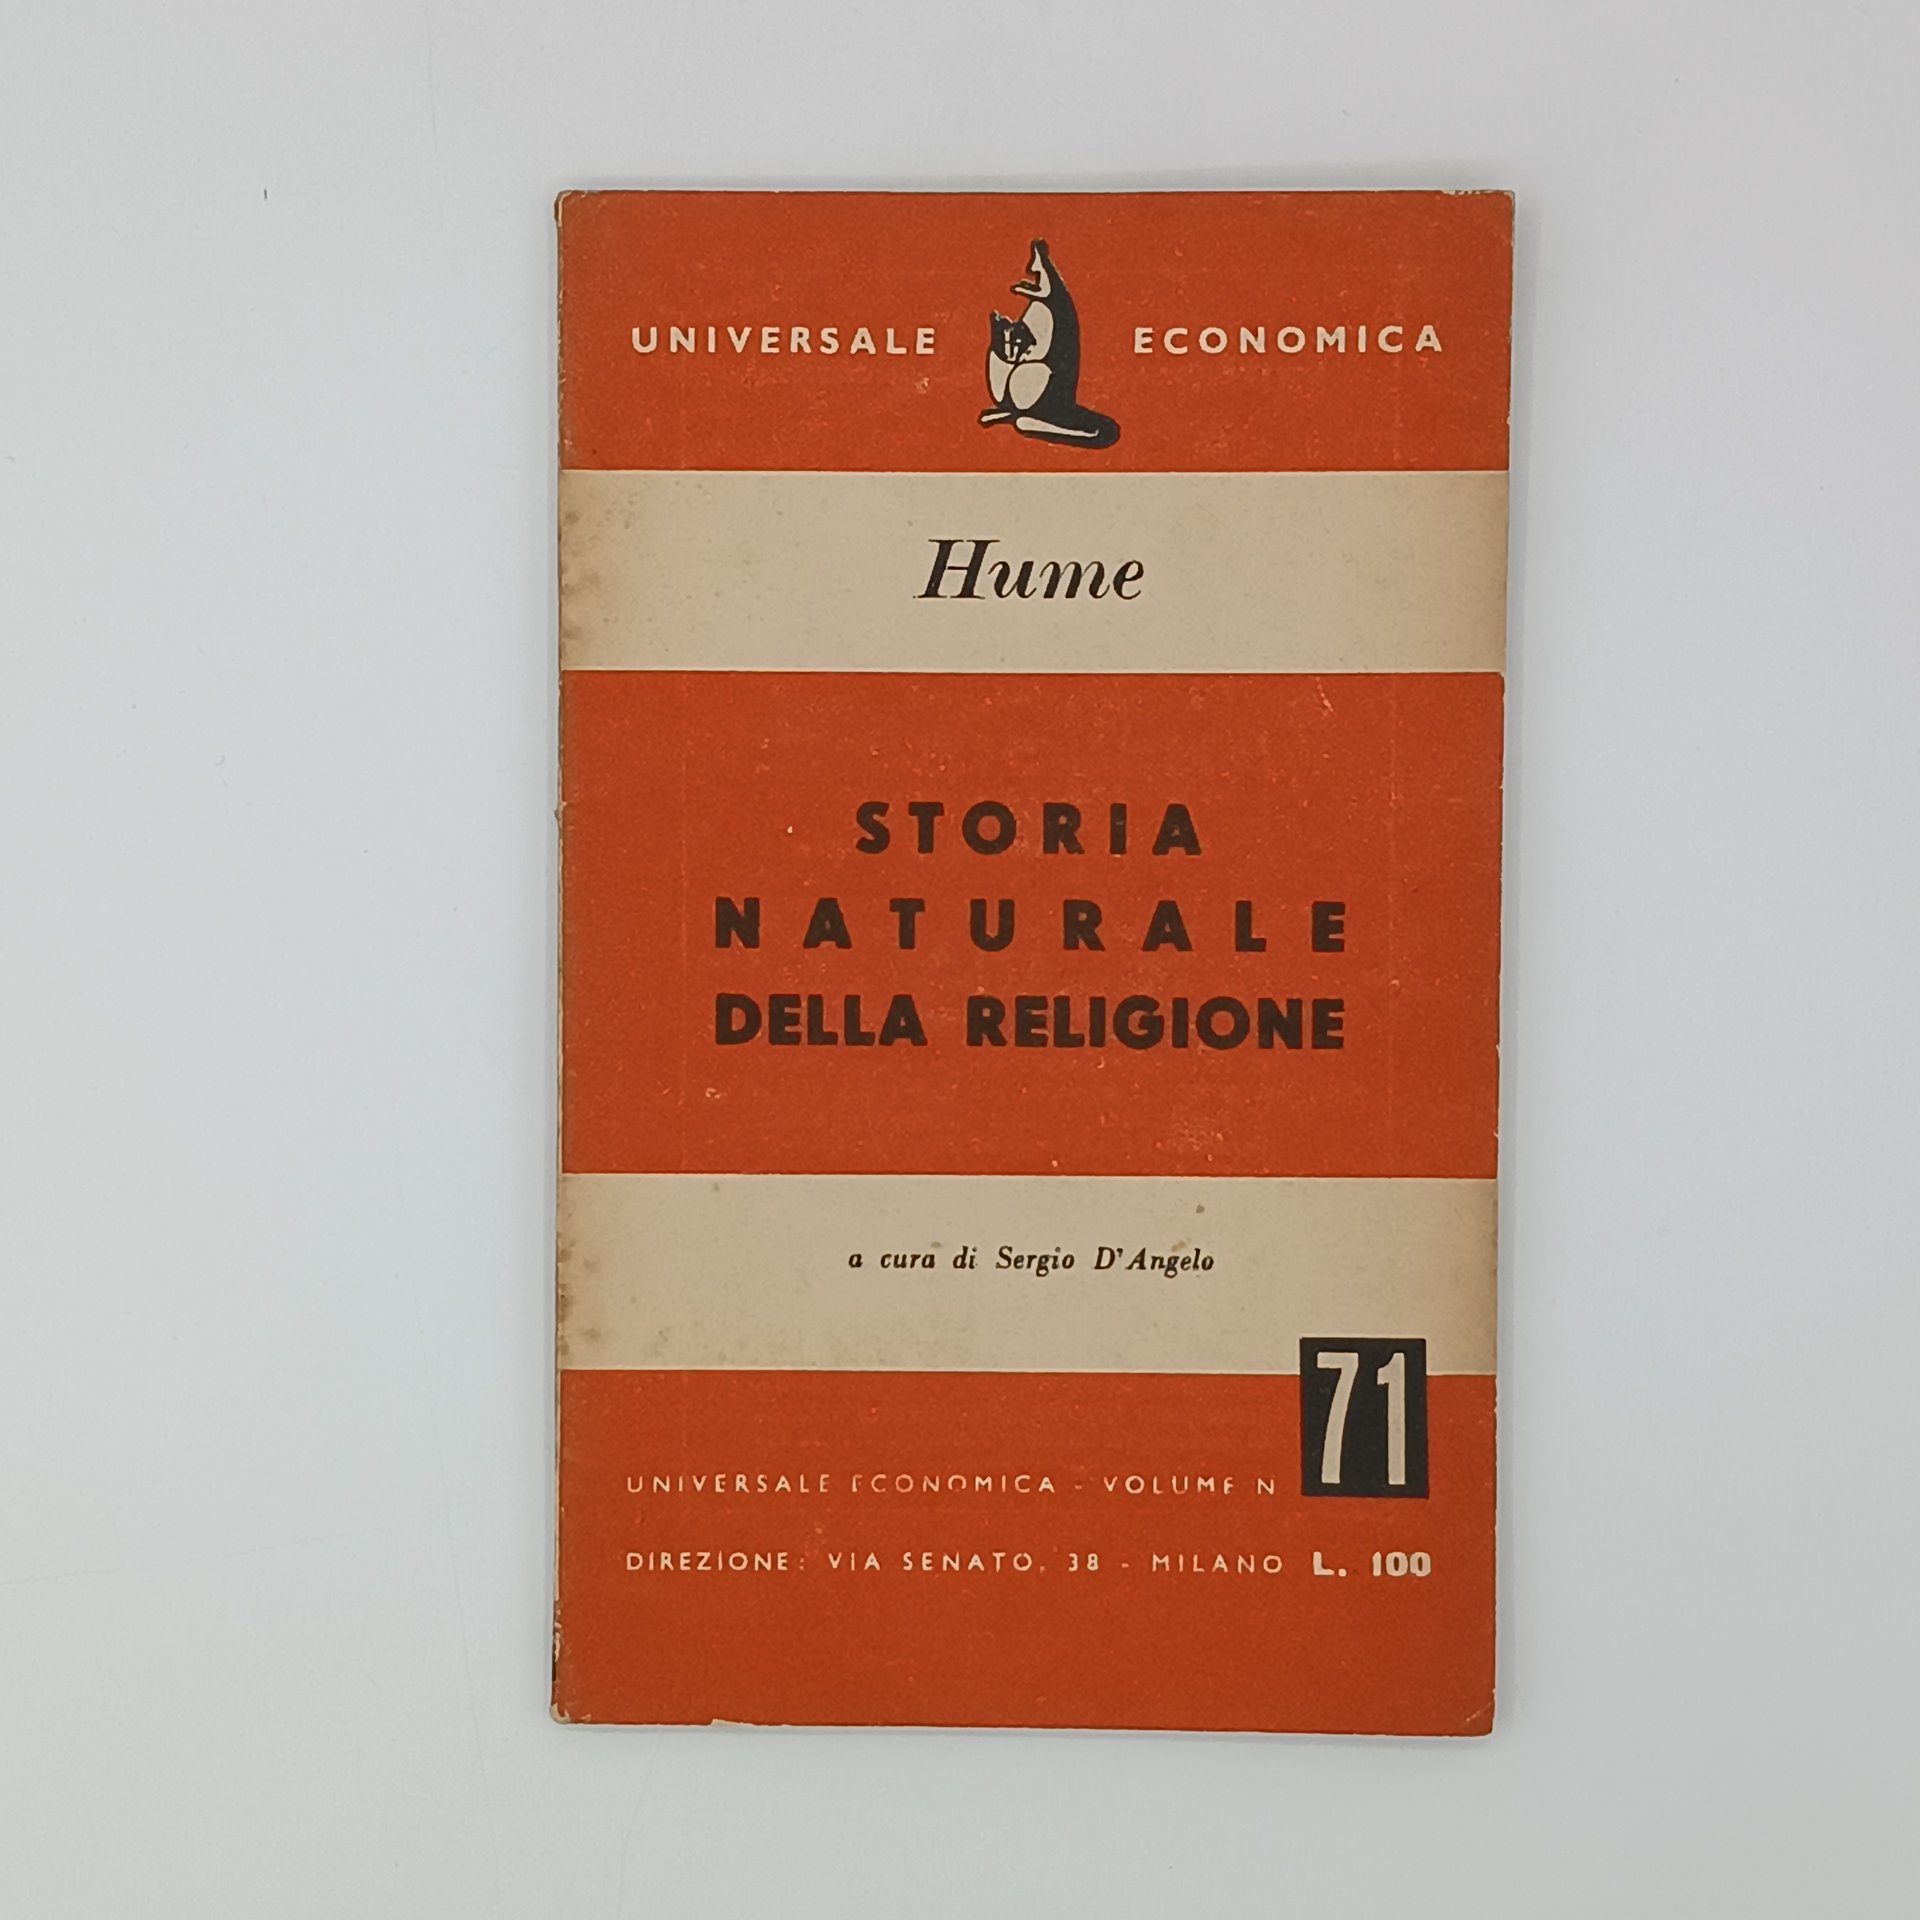 UNIVERSALE ECONOMICA
Hume
STORIA
NATURALE
DELLA RELIGIONE
a cura di Sergio D'Angelo
UNIVERSALE ECONOMICA - VOLUME N 71
DIREZIONE: VIA SENATO, 38 - MILANO L. 100